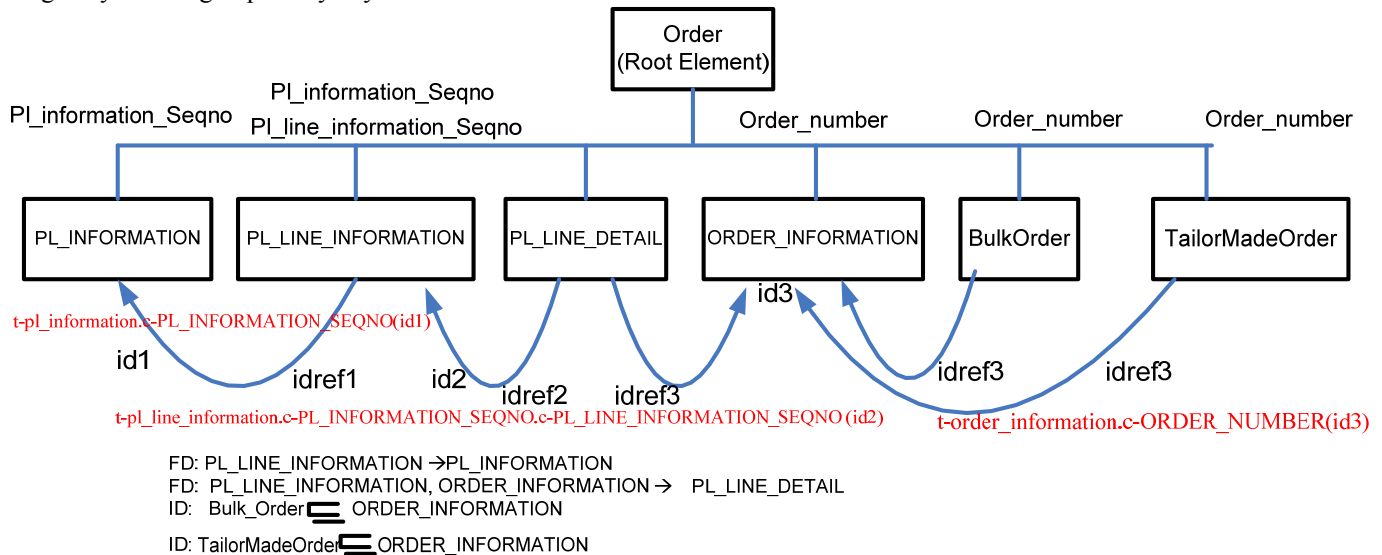 Order
(Root Element)
Pl_information_Seqno
Pl_information_Seqno
Pl_line_information_Seqno
Order_number
Order_number
Order_number
PL_INFORMATION
PL_LINE_INFORMATION
PL_LINE_DETAIL
ORDER_INFORMATION
BulkOrder
TailorMadeOrder
id3
t-pl_information.c-PL_INFORMATION_SEQNO(id1)
id1
idref1
id2
idref2
idref3
idref3
idref3
t-pl_line_information.c-PL_INFORMATION_SEQNO.c-PL_LINE_INFORMATION_SEQNO (id2)
t-order_information.c-ORDER_NUMBER(id3)
FD: PL_LINE_INFORMATION →PL_INFORMATION
FD: PL_LINE_INFORMATION, ORDER_INFORMATION → PL_LINE_DETAIL
ID: Bulk_Order ⊑ ORDER_INFORMATION
ID: TailorMadeOrder ⊑ ORDER_INFORMATION